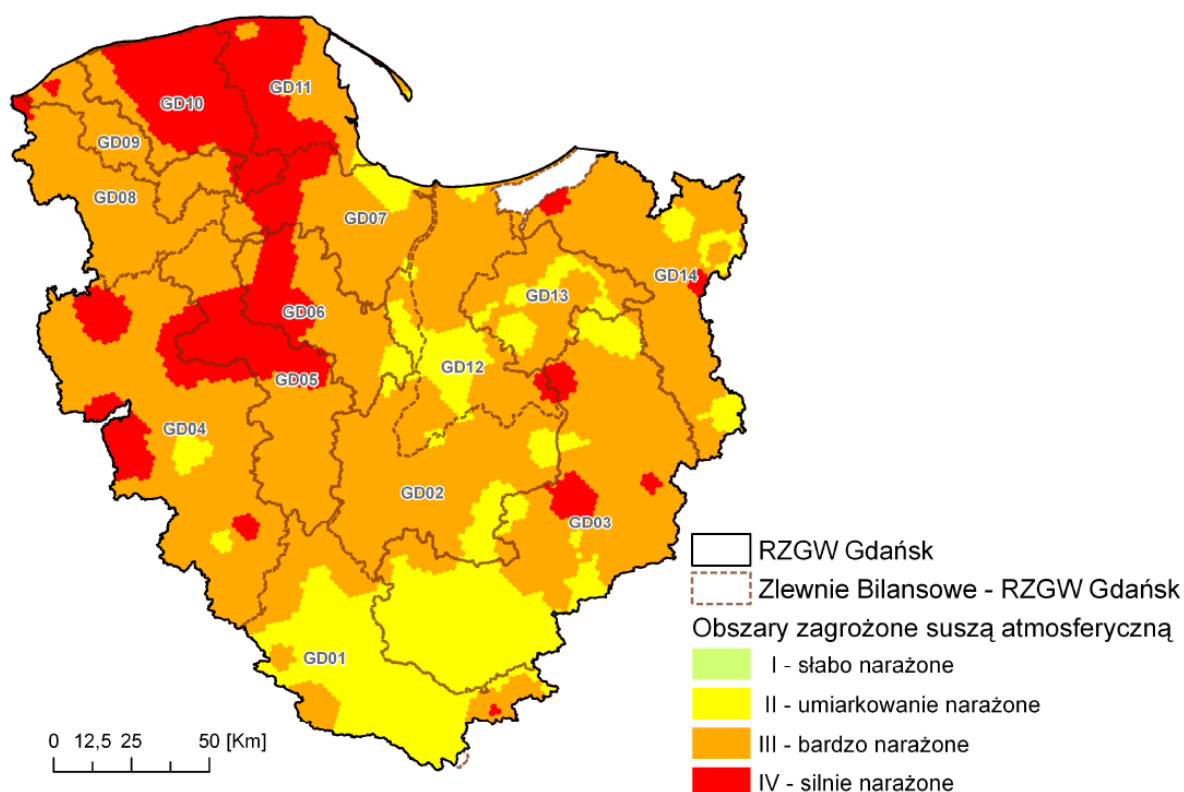 GD10
GD11
GD09
GD08
GD07
GD14
GD13
GD06
GD12
GD05
GD04
GD02
GD03
GD01
RZGW Gdańsk
Zlewnie Bilansowe - RZGW Gdańsk
Obszary zagrożone suszą atmosferyczną
I - słabo narażone
II - umiarkowanie narażone
III - bardzo narażone
IV - silnie narażone
0 12,5 25 50 [Km]